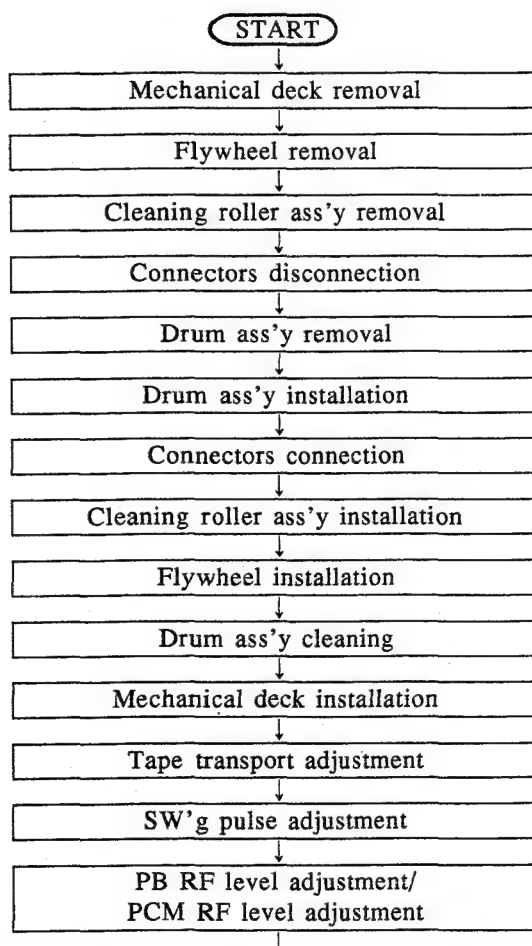 START
Mechanical deck removal
Flywheel removal
Cleaning roller ass'y removal
Connectors disconnection
Drum ass'y removal
Drum ass'y installation
Connectors connection
Cleaning roller ass'y installation
Flywheel installation
Drum ass'y cleaning
Mechanical deck installation
Tape transport adjustment
SW'g pulse adjustment
PB RF level adjustment/
PCM RF level adjustment